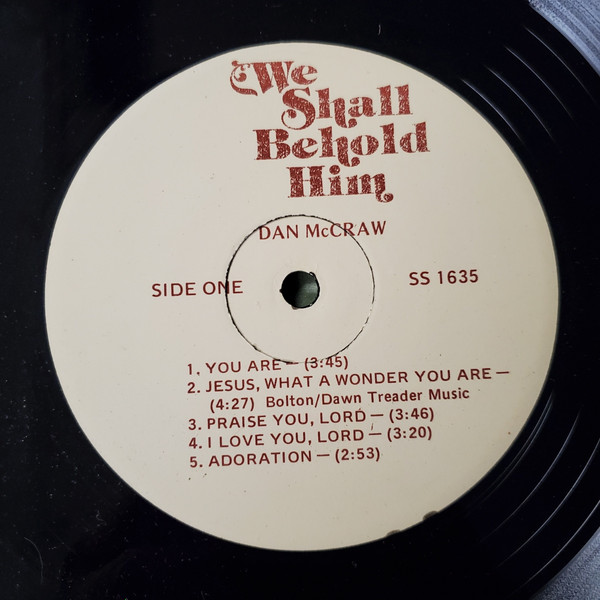 We
Shall
Behold
Him
DAN McCRAW
SIDE ONE
SS 1635
1. YOU ARE — (3:45)
2. JESUS, WHAT A WONDER YOU ARE —
(4:27) Bolton/Dawn Treader Music
3. PRAISE YOU, LORD — (3:46)
4. I LOVE YOU, LORD — (3:20)
5. ADORATION — (2:53)